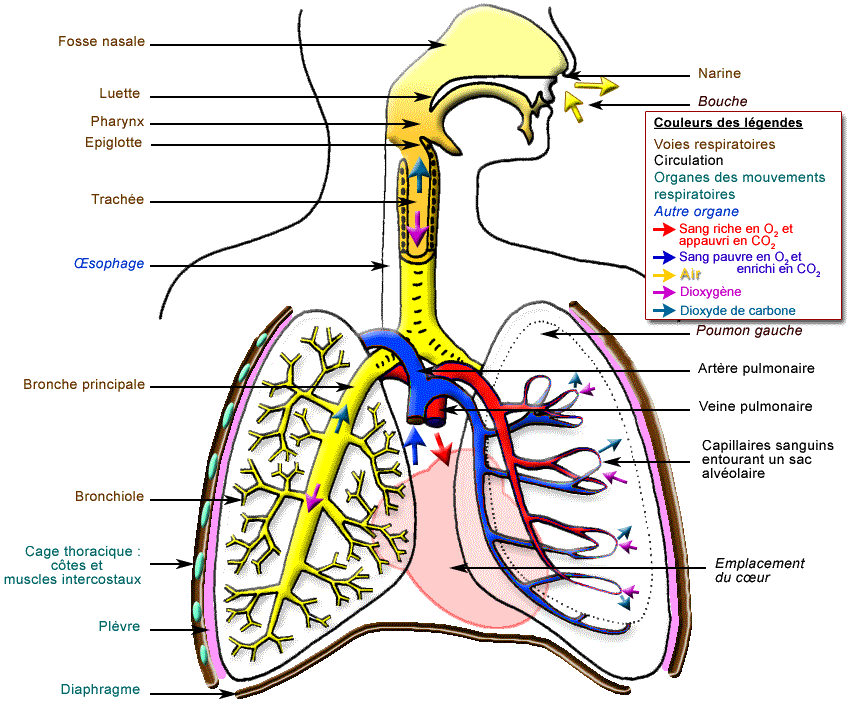 Fosse nasale
Luette
Pharynx
Epiglotte
Trachée
Œsophage
Bronche principale
Bronchiole
Cage thoracique :
côtes et
muscles intercostaux
Plèvre
Diaphragme
Narine
Bouche
Couleurs des légendes
Voies respiratoires
Circulation
Organes des mouvements
respiratoires
Autre organe
Sang riche en O2 et
appauvri en CO2
Sang pauvre en O2 et
enrichi en CO2
Air
Dioxygène
Dioxyde de carbone
Poumon gauche
Artère pulmonaire
Veine pulmonaire
Capillaires sanguins
entourant un sac
alvéolaire
Emplacement
du cœur